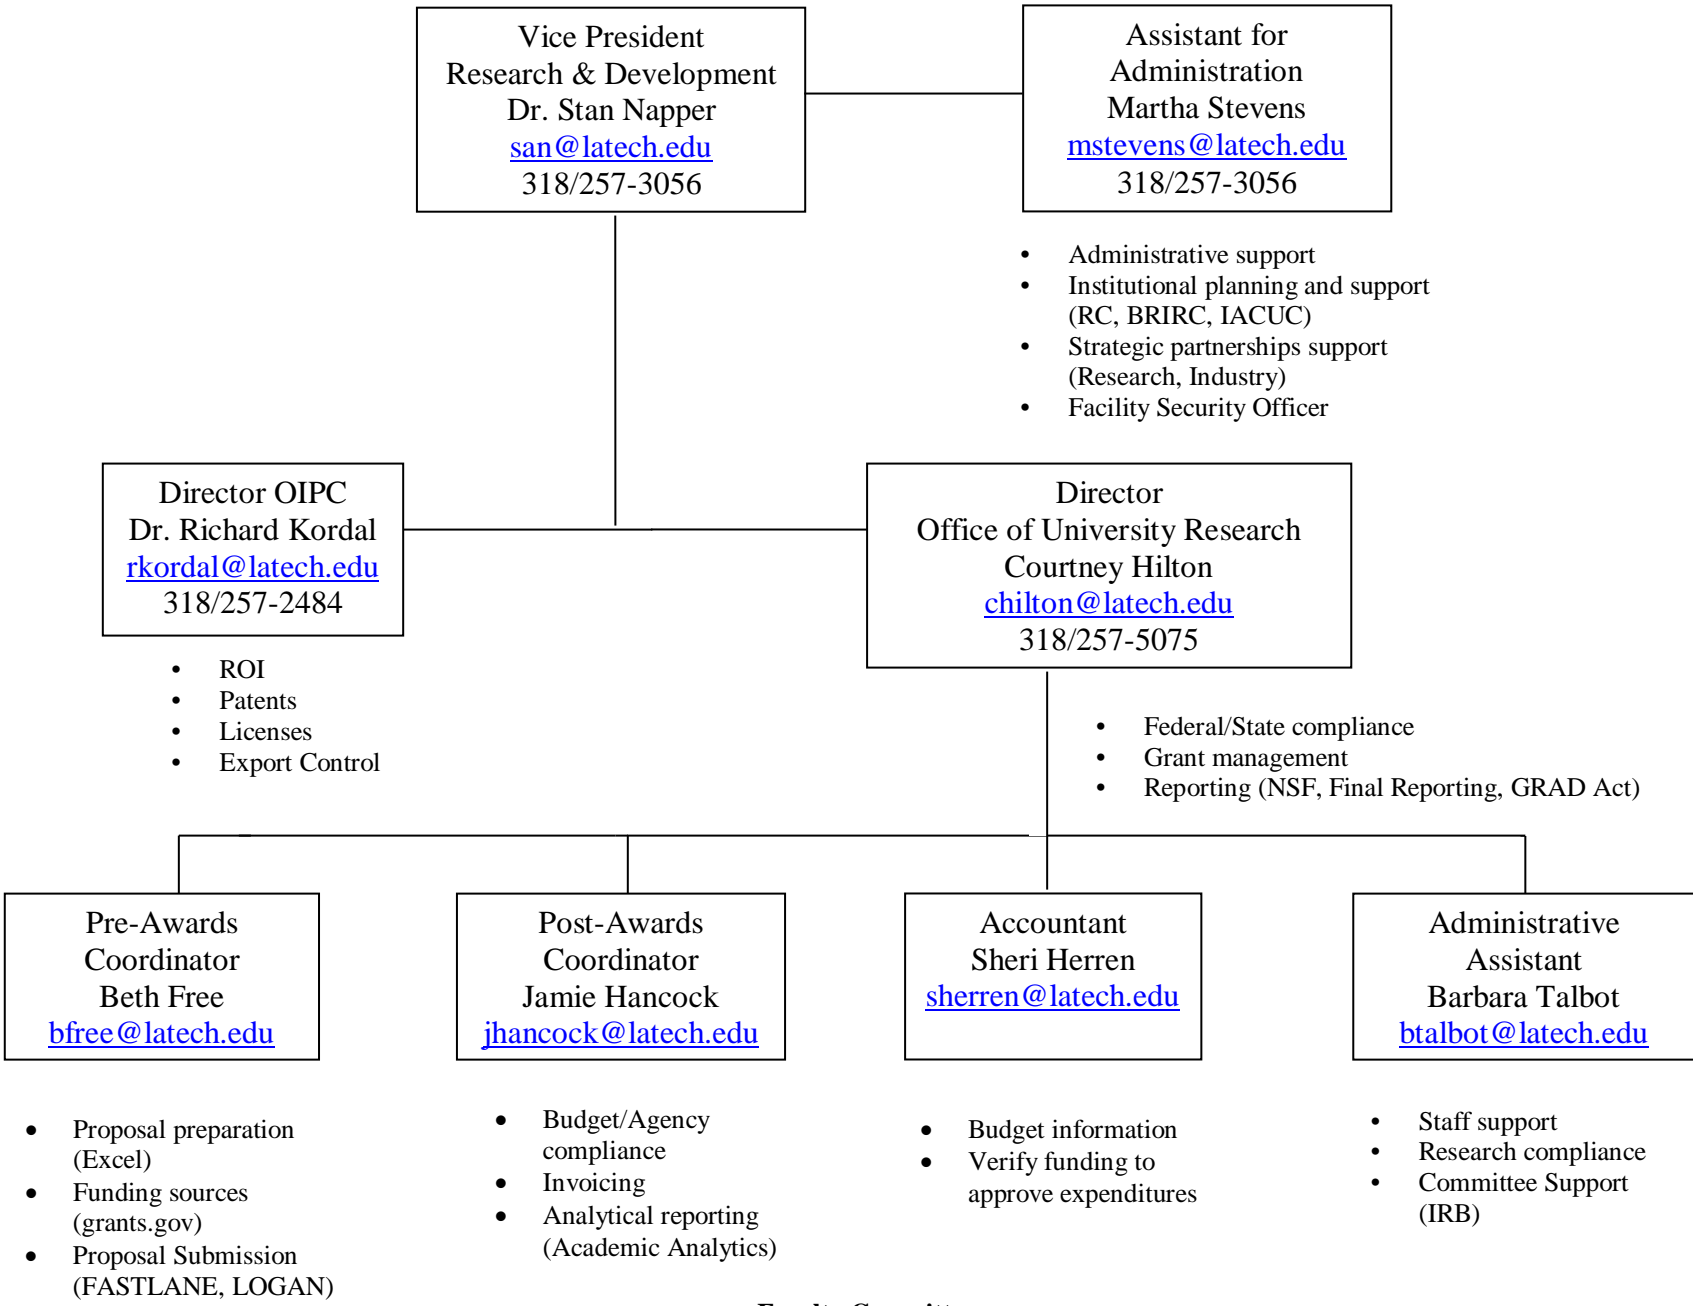 Vice President
Research & Development
Dr. Stan Napper
san@latech.edu
318/257-3056
Assistant for
Administration
Martha Stevens
mstevens@latech.edu
318/257-3056
• Administrative support
• Institutional planning and support
(RC, BRIRC, IACUC)
• Strategic partnerships support
(Research, Industry)
• Facility Security Officer
Director OIPC
Dr. Richard Kordal
rkordal@latech.edu
318/257-2484
• ROI
• Patents
• Licenses
• Export Control
Director
Office of University Research
Courtney Hilton
chilton@latech.edu
318/257-5075
• Federal/State compliance
• Grant management
• Reporting (NSF, Final Reporting, GRAD Act)
Pre-Awards
Coordinator
Beth Free
bfree@latech.edu
• Proposal preparation
(Excel)
• Funding sources
(grants.gov)
• Proposal Submission
(FASTLANE, LOGAN)
Post-Awards
Coordinator
Jamie Hancock
jhancock@latech.edu
• Budget/Agency
compliance
• Invoicing
• Analytical reporting
(Academic Analytics)
Accountant
Sheri Herren
sherren@latech.edu
• Budget information
• Verify funding to
approve expenditures
Administrative
Assistant
Barbara Talbot
btalbot@latech.edu
• Staff support
• Research compliance
• Committee Support
(IRB)